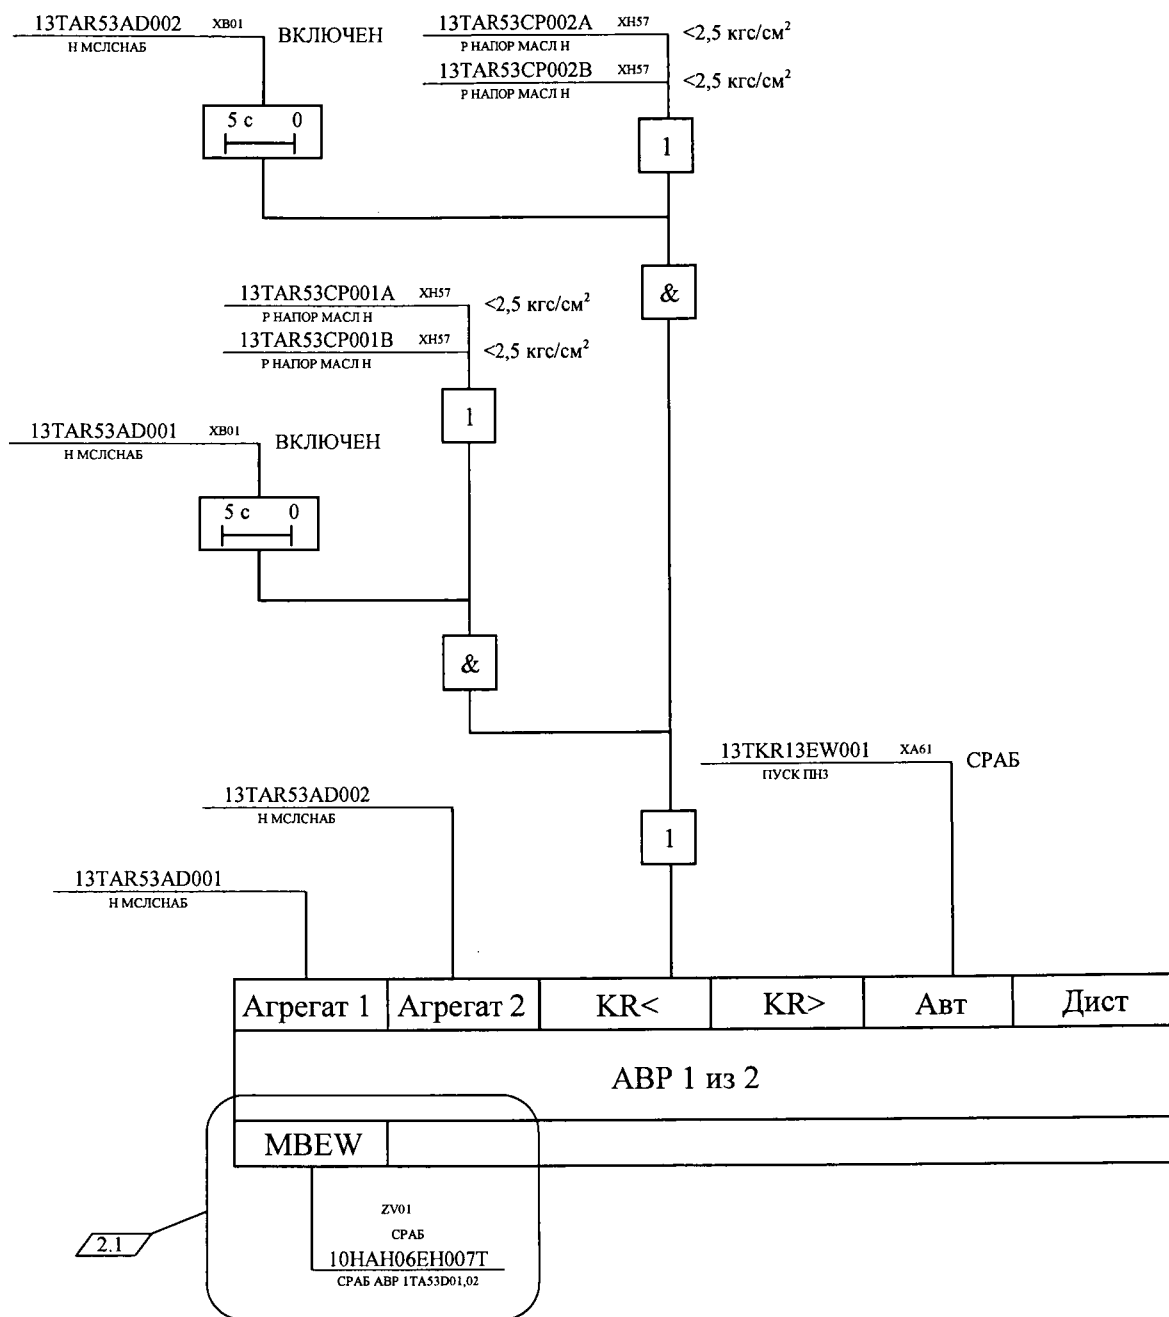 13TAR53AD002 XB01 ВКЛЮЧЕН
Н МСЛСНАБ
13TAR53CP002A XH57 <2,5 кгс/см²
Р НАПОР МАСЛ Н
13TAR53CP002B XH57 <2,5 кгс/см²
Р НАПОР МАСЛ Н
5 с 0
1
&
13TAR53CP001A XH57 <2,5 кгс/см²
Р НАПОР МАСЛ Н
13TAR53CP001B XH57 <2,5 кгс/см²
Р НАПОР МАСЛ Н
1
13TAR53AD001 XB01 ВКЛЮЧЕН
Н МСЛСНАБ
5 с 0
&
13TKR13EW001 XA61 СРАБ
ПУСК ПНЗ
13TAR53AD002
Н МСЛСНАБ
1
13TAR53AD001
Н МСЛСНАБ
Агрегат 1 Агрегат 2 KR< KR> Авт Дист
АВР 1 из 2
MBEW
ZV01
СРАБ
10HAH06EH007T
СРАБ АВР 1TA53D01,02
2.1